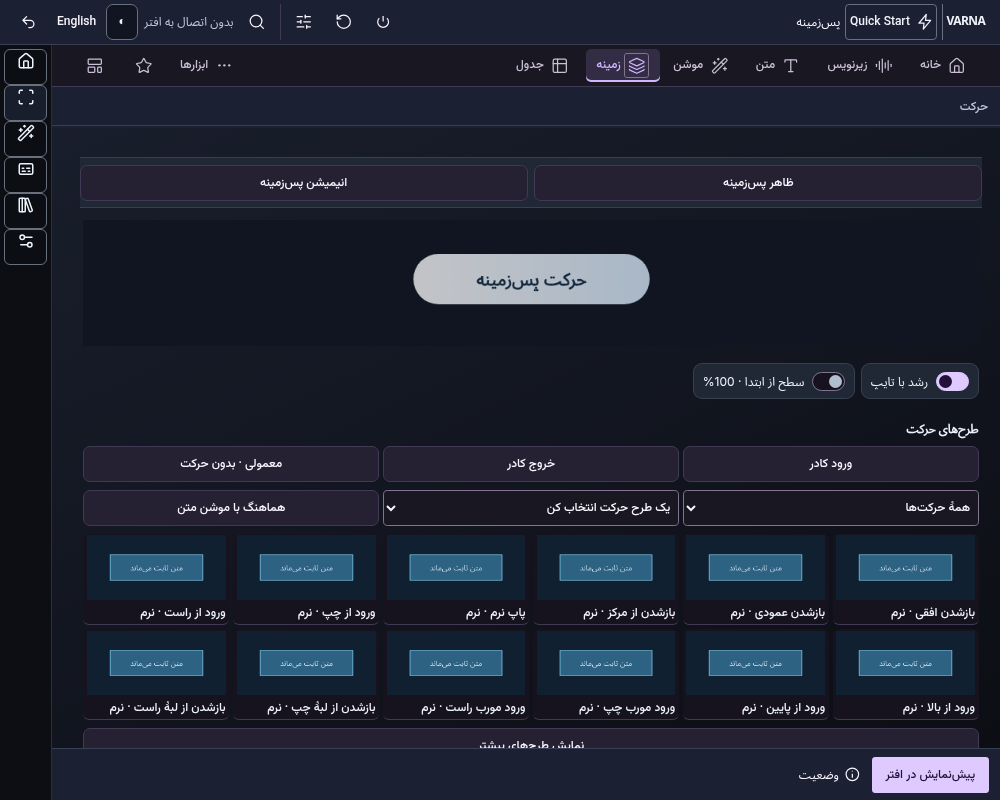 VARNA
Quick Start
پس‌زمینه
بدون اتصال به افتر
English
خانه
زیرنویس
متن
موشن
زمینه
جدول
ابزارها
حرکت
ظاهر پس‌زمینه
انیمیشن پس‌زمینه
حرکت پس‌زمینه
رشد با تایپ
سطح از ابتدا · 100%
طرح‌های حرکت
ورود کادر
خروج کادر
معمولی · بدون حرکت
همهٔ حرکت‌ها
یک طرح حرکت انتخاب کن
هماهنگ با موشن متن
متن ثابت می‌ماند
متن ثابت می‌ماند
متن ثابت می‌ماند
متن ثابت می‌ماند
متن ثابت می‌ماند
متن ثابت می‌ماند
بازشدن افقی · نرم
بازشدن عمودی · نرم
بازشدن از مرکز · نرم
پاپ نرم · نرم
ورود از چپ · نرم
ورود از راست · نرم
متن ثابت می‌ماند
متن ثابت می‌ماند
متن ثابت می‌ماند
متن ثابت می‌ماند
متن ثابت می‌ماند
متن ثابت می‌ماند
ورود از بالا · نرم
ورود از پایین · نرم
ورود مورب چپ · نرم
ورود مورب راست · نرم
بازشدن از لبهٔ چپ · نرم
بازشدن از لبهٔ راست · نرم
نمایش طرح‌های بیشتر
پیش‌نمایش در افتر
وضعیت